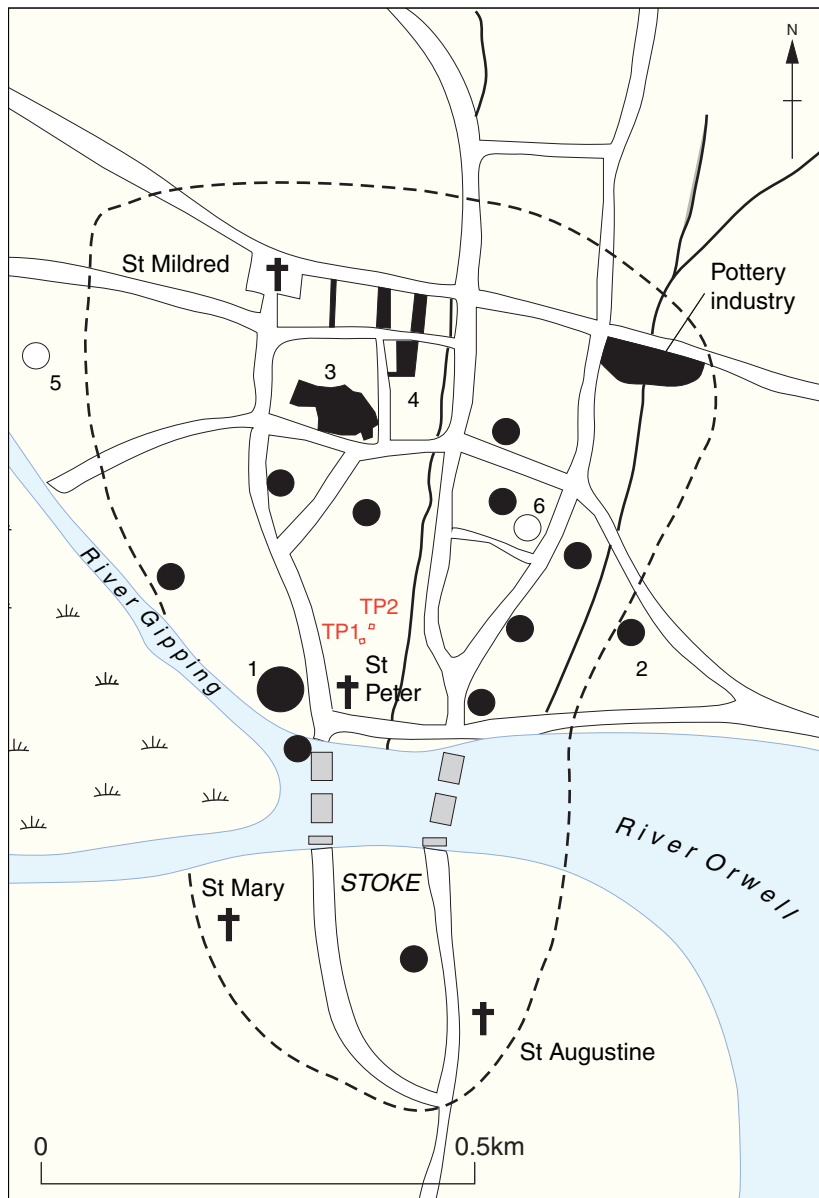 N
St Mildred
Pottery
industry
3
5
4
6
River Gipping
TP2
TP1
St
Peter
1
2
River Orwell
St Mary
STOKE
St Augustine
0
0.5km